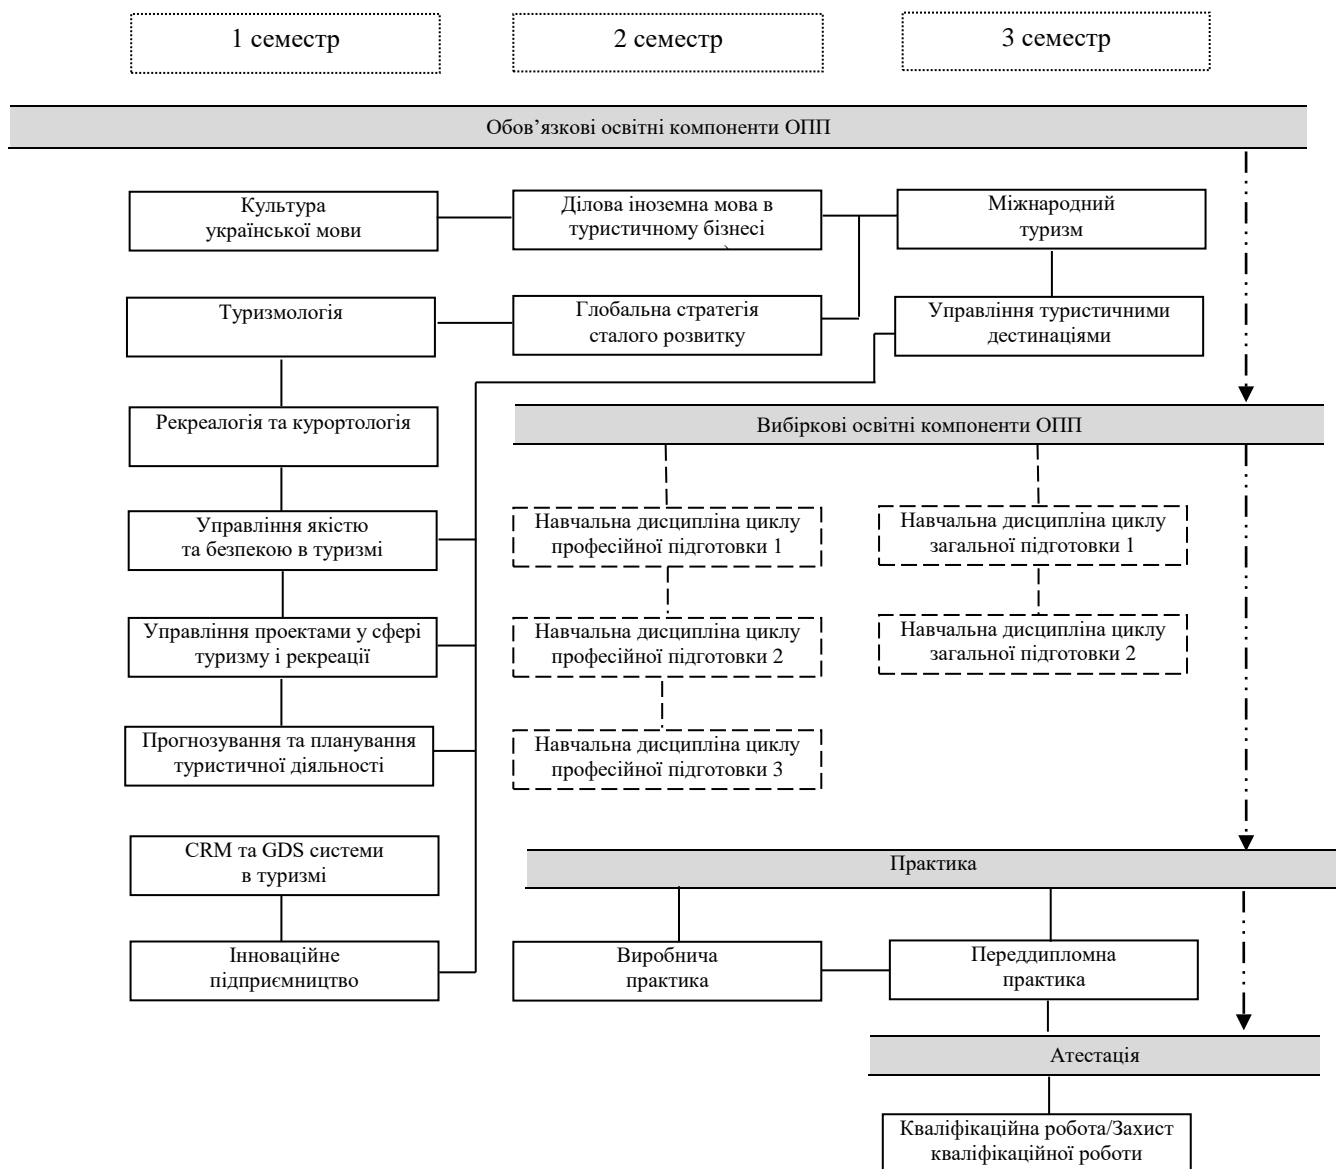 1 семестр
2 семестр
3 семестр
Обов’язкові освітні компоненти ОПП
Культура
української мови
Ділова іноземна мова в
туристичному бізнесі
Міжнародний
туризм
Туризмологія
Глобальна стратегія
сталого розвитку
Управління туристичними
дестинаціями
Рекреалогія та курортологія
Вибіркові освітні компоненти ОПП
Управління якістю
та безпекою в туризмі
Навчальна дисципліна циклу
професійної підготовки 1
Навчальна дисципліна циклу
загальної підготовки 1
Управління проектами у сфері
туризму і рекреації
Навчальна дисципліна циклу
професійної підготовки 2
Навчальна дисципліна циклу
загальної підготовки 2
Прогнозування та планування
туристичної діяльності
Навчальна дисципліна циклу
професійної підготовки 3
CRM та GDS системи
в туризмі
Практика
Інноваційне
підприємництво
Виробнича
практика
Переддипломна
практика
Атестація
Кваліфікаційна робота/Захист
кваліфікаційної роботи